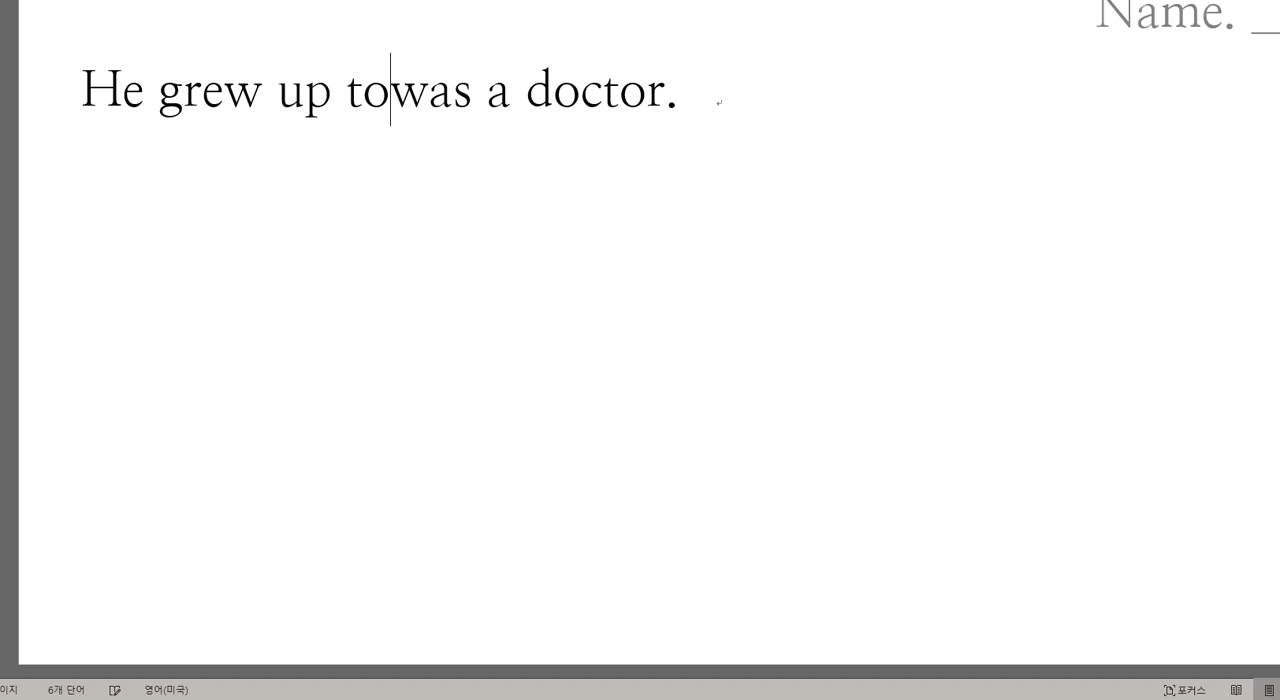 Name. _
He grew up towas a doctor. ↵
이지 6개 단어 영어(미국) 포커스